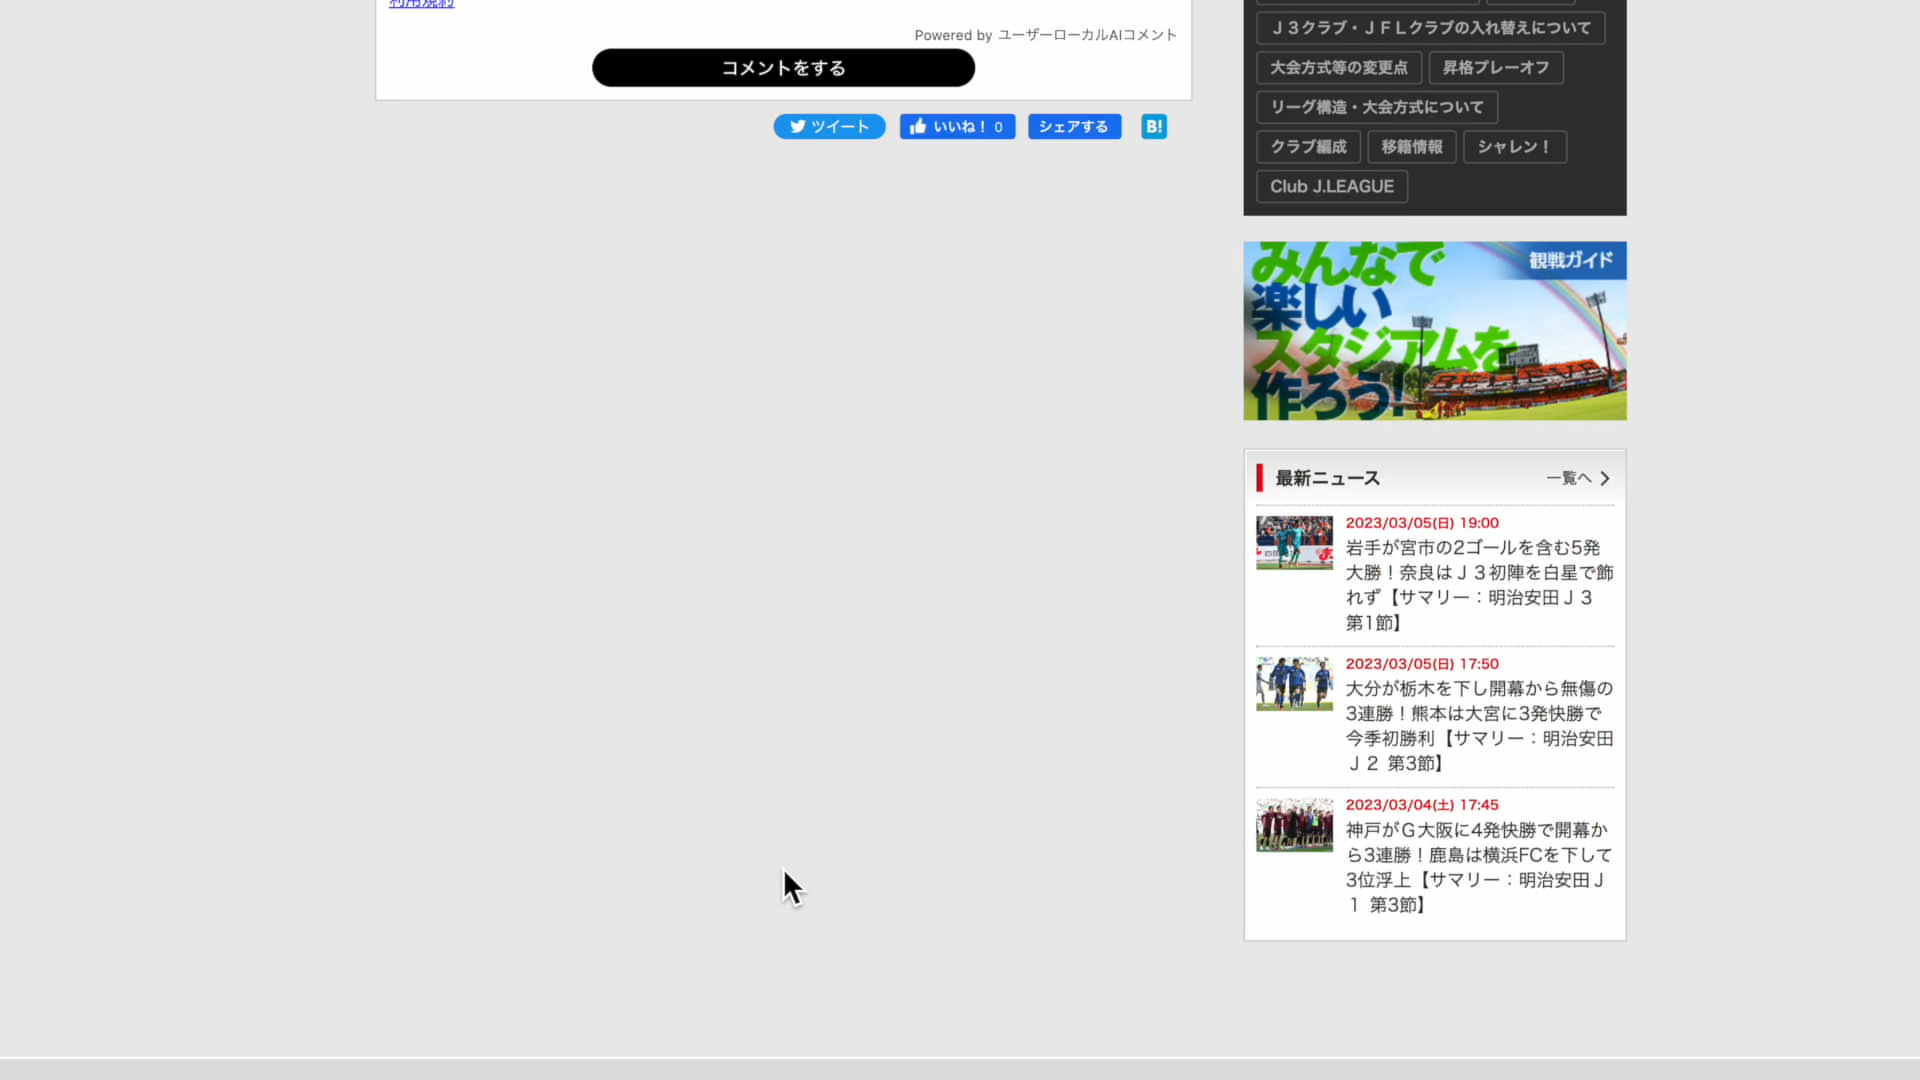 利用規約
Powered by ユーザーローカルAIコメント
コメントをする
ツイート
いいね！ 0
シェアする
B!
Ｊ３クラブ・ＪＦＬクラブの入れ替えについて
大会方式等の変更点
昇格プレーオフ
リーグ構造・大会方式について
クラブ編成
移籍情報
シャレン！
Club J.LEAGUE
観戦ガイド
みんなで
楽しい
スタジアムを
作ろう!
最新ニュース
一覧へ
2023/03/05(日) 19:00
岩手が宮市の2ゴールを含む5発
大勝！奈良はＪ３初陣を白星で飾
れず【サマリー：明治安田Ｊ３
第1節】
2023/03/05(日) 17:50
大分が栃木を下し開幕から無傷の
3連勝！熊本は大宮に3発快勝で
今季初勝利【サマリー：明治安田
Ｊ２ 第3節】
2023/03/04(土) 17:45
神戸がＧ大阪に4発快勝で開幕か
ら3連勝！鹿島は横浜FCを下して
3位浮上【サマリー：明治安田Ｊ
１ 第3節】